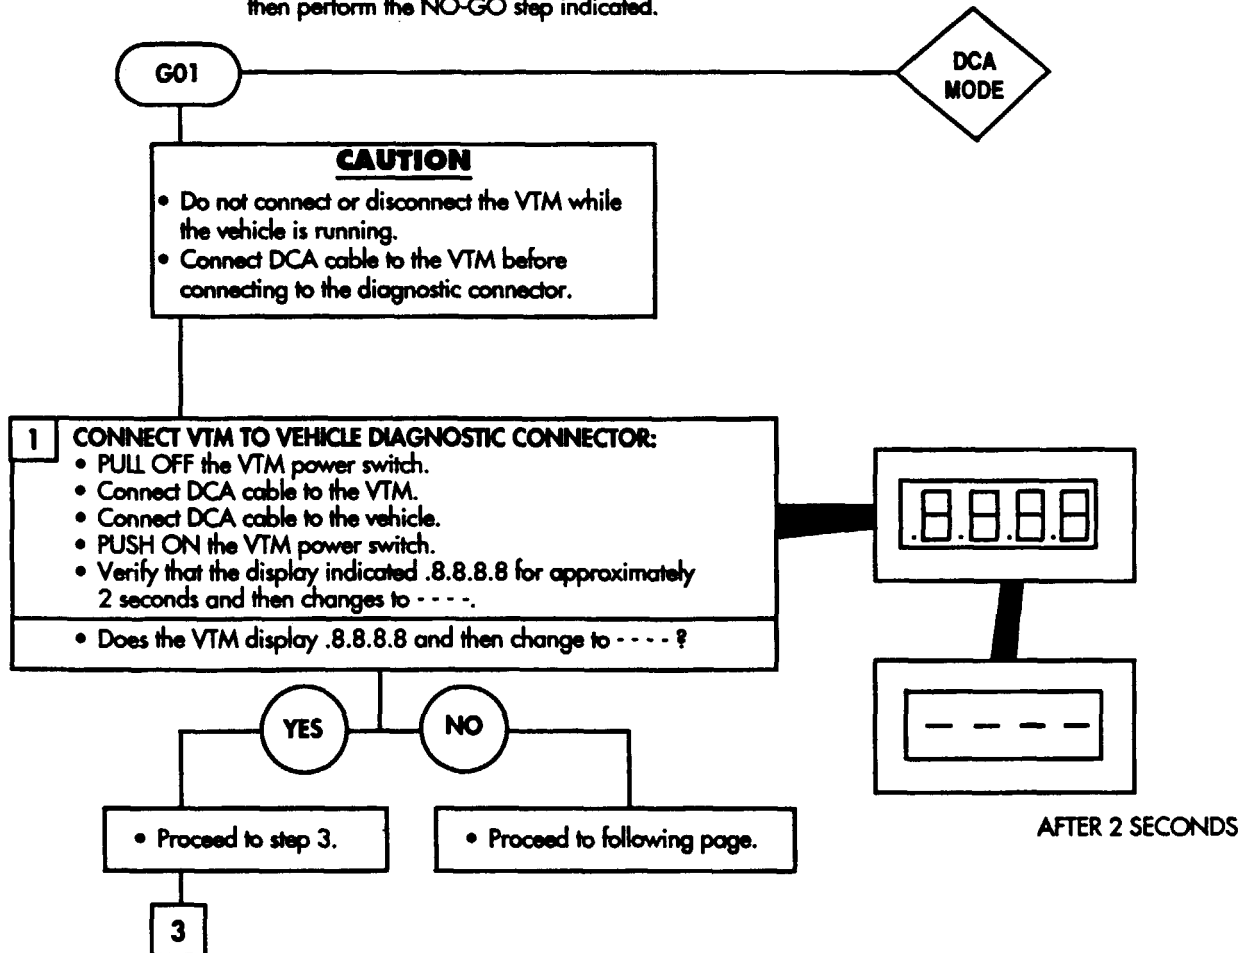 then perform the NO-GO step indicated.
G01
DCA
MODE
CAUTION
• Do not connect or disconnect the VTM while
the vehicle is running.
• Connect DCA cable to the VTM before
connecting to the diagnostic connector.
1 CONNECT VTM TO VEHICLE DIAGNOSTIC CONNECTOR:
• PULL OFF the VTM power switch.
• Connect DCA cable to the VTM.
• Connect DCA cable to the vehicle.
• PUSH ON the VTM power switch.
• Verify that the display indicated .8.8.8.8 for approximately
2 seconds and then changes to - - - -.
• Does the VTM display .8.8.8.8 and then change to - - - - ?
.8.8.8.8
- - - -
AFTER 2 SECONDS
YES
NO
• Proceed to step 3.
• Proceed to following page.
3